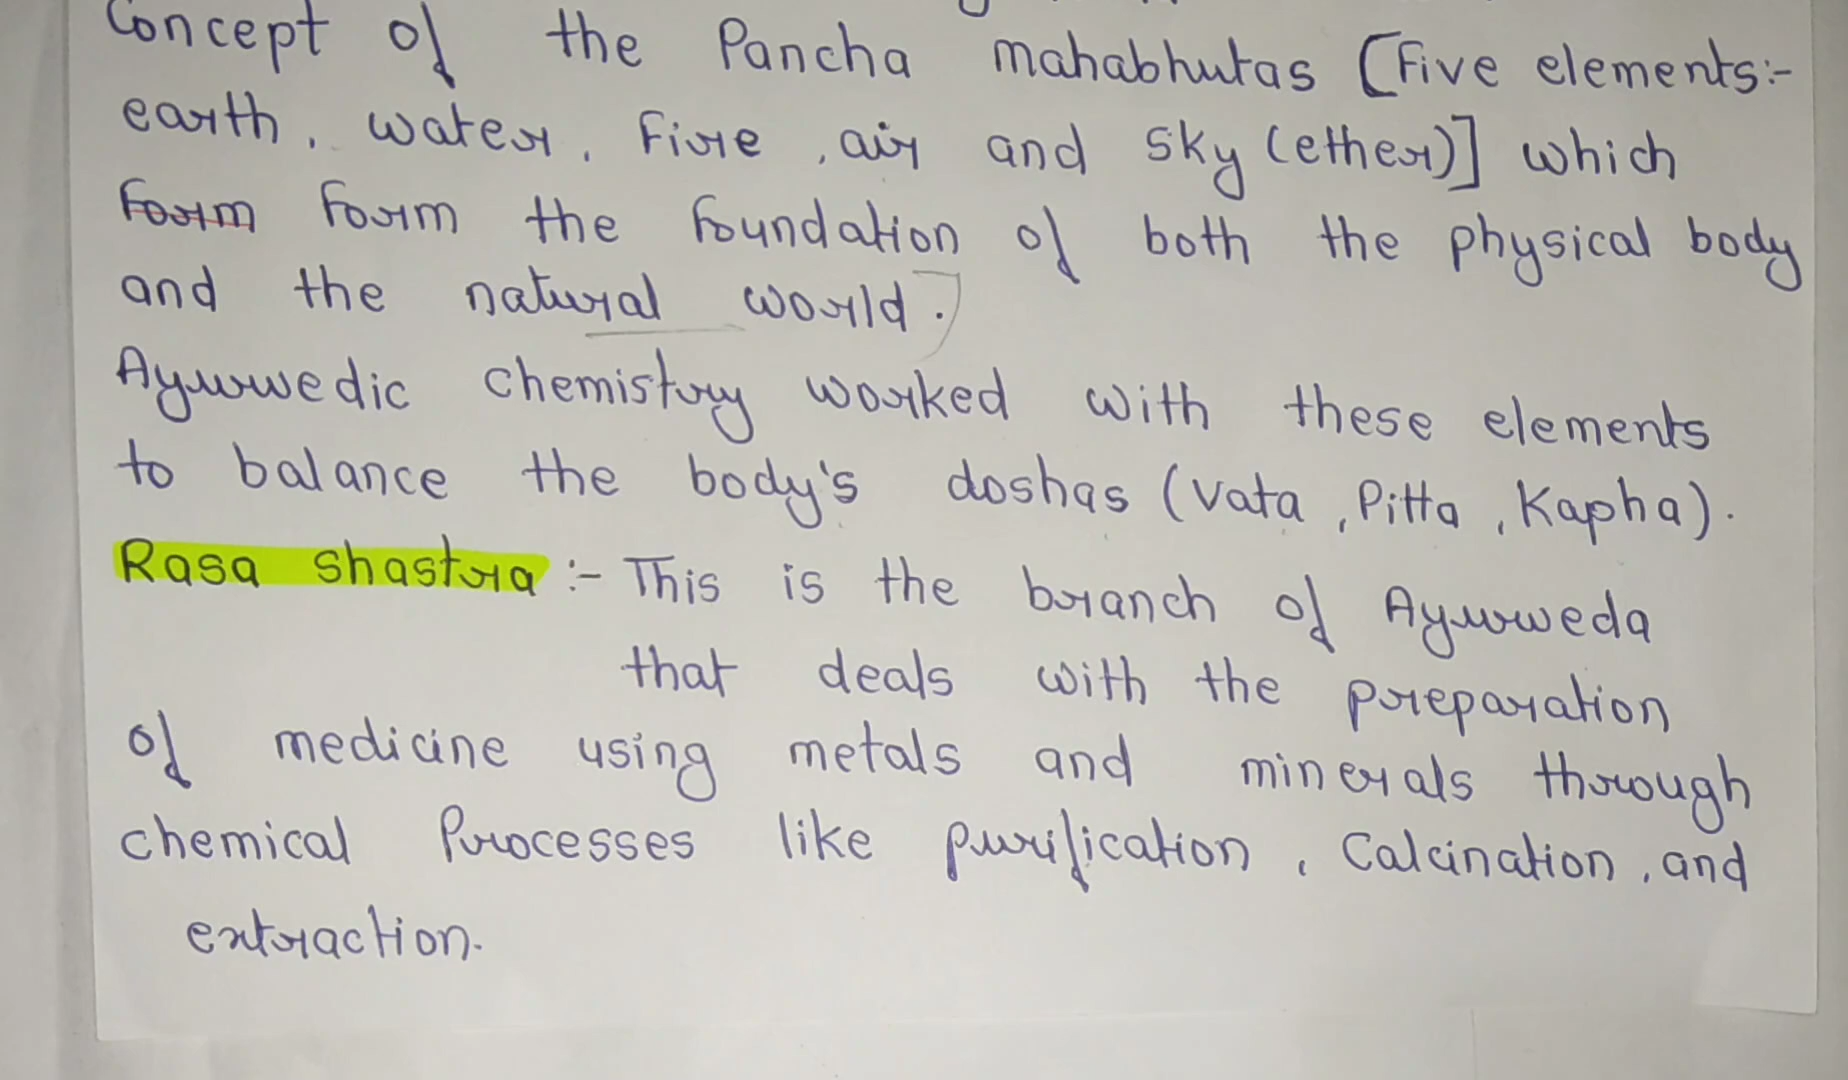 Concept of the Pancha mahabhutas [Five elements:-
earth, water, Fire, air and sky (ether)] which
form form the foundation of both the physical body
and the natural world.
Ayurvedic chemistry worked with these elements
to balance the body's doshas (Vata, Pitta, Kapha).
Rasa shastra :- This is the branch of Ayurveda
that deals with the preparation
of medicine using metals and minerals through
chemical Processes like purification, Calcination, and
extraction.